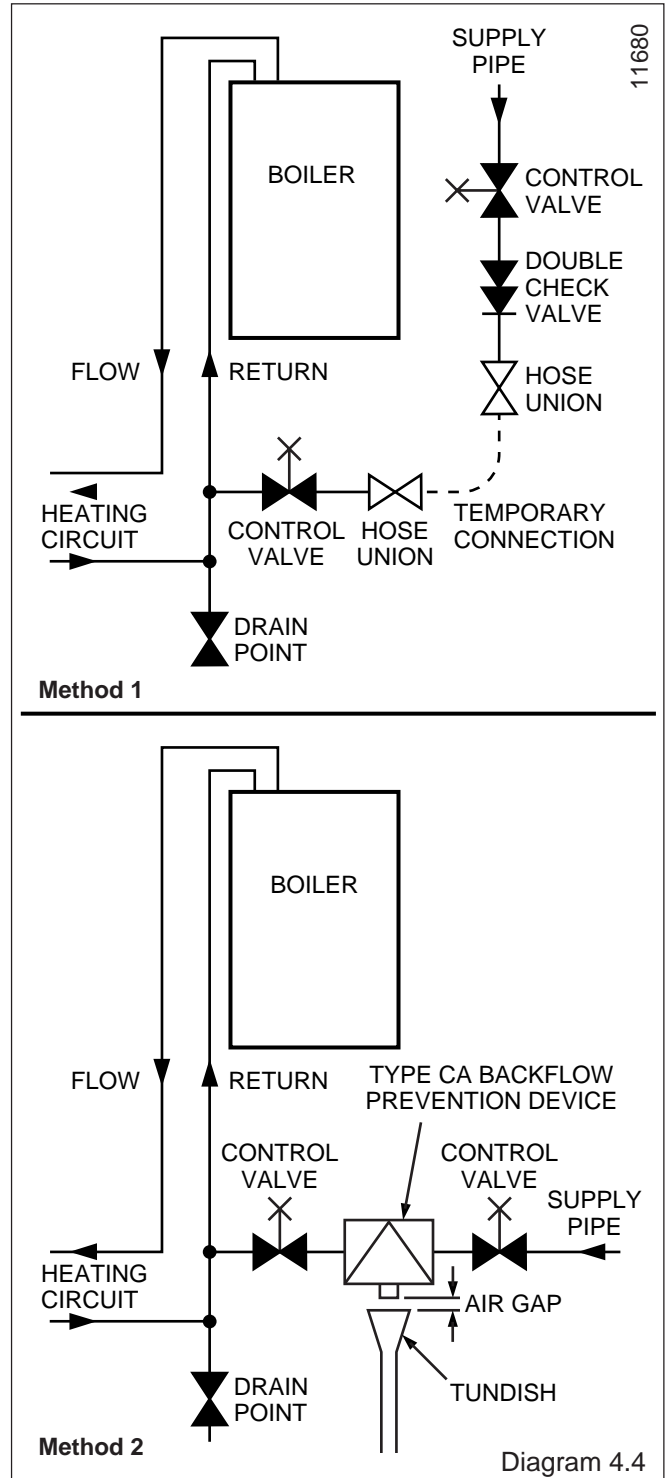 11680
SUPPLY
PIPE
BOILER
CONTROL
VALVE
DOUBLE
CHECK
VALVE
FLOW
RETURN
HOSE
UNION
HEATING
CIRCUIT
CONTROL
VALVE
HOSE
UNION
TEMPORARY
CONNECTION
DRAIN
POINT
Method 1
BOILER
FLOW
RETURN
TYPE CA BACKFLOW
PREVENTION DEVICE
CONTROL
VALVE
CONTROL
VALVE
SUPPLY
PIPE
HEATING
CIRCUIT
AIR GAP
TUNDISH
DRAIN
POINT
Method 2
Diagram 4.4